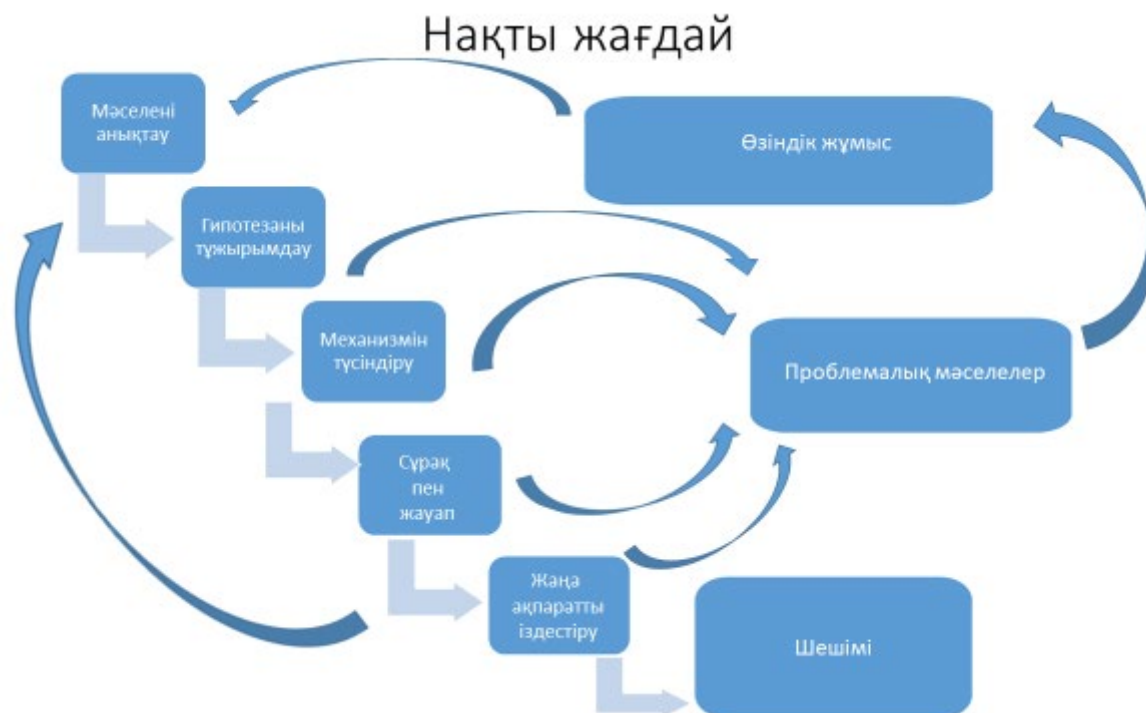 Нақты жағдай
Мәселені
анықтау
Өзіндік жұмыс
Гипотезаны
тұжырымдау
Механизмін
түсіндіру
Проблемалық мәселелер
Сұрақ
пен
жауап
Жаңа
ақпаратты
іздестіру
Шешімі